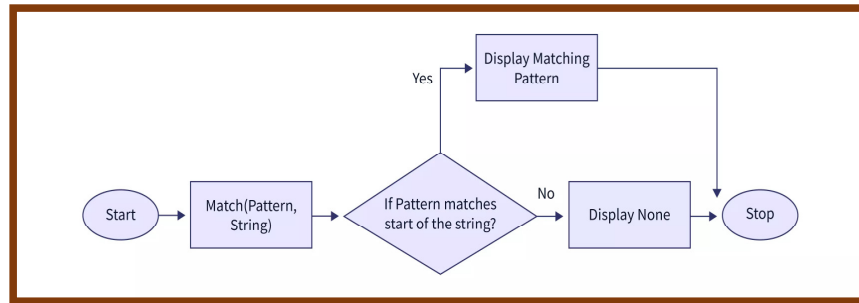 Display Matching
Pattern
Yes
Start
Match(Pattern,
String)
If Pattern matches
start of the string?
No
Display None
Stop